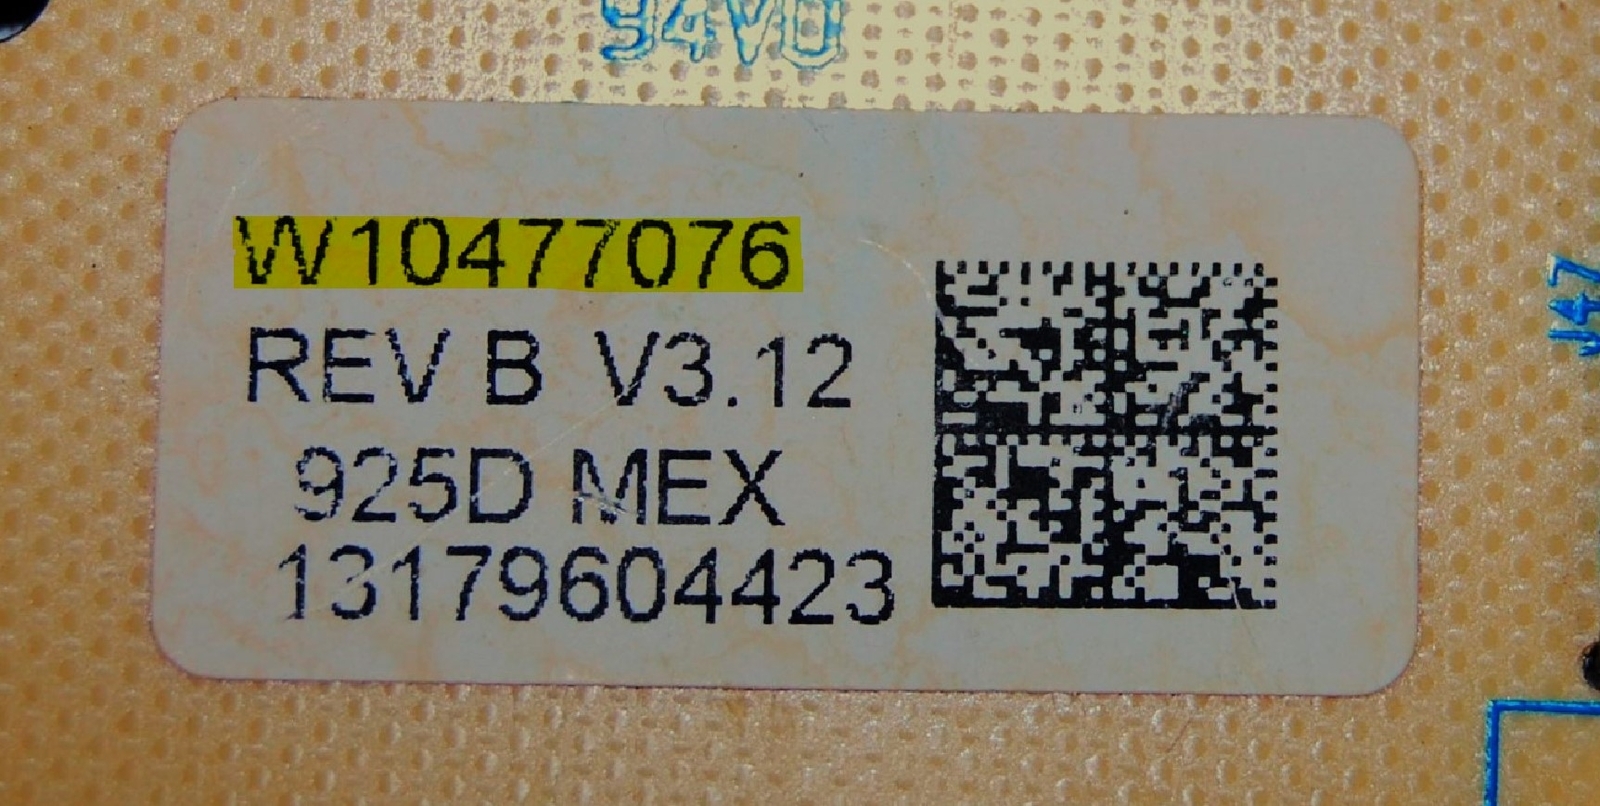 94V0
W10477076
REV B V3.12
925D MEX
13179604423
J47